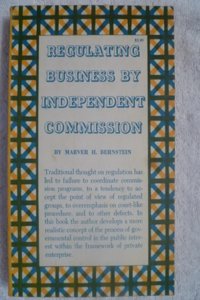 REGULATING
BUSINESS BY
INDEPENDENT
COMMISSION
BY MARVER H. BERNSTEIN
Traditional thought on regulation has
led to failure to coordinate commis-
sion programs, to a tendency to ac-
cept the point of view of regulated
groups, to overemphasis on court-like
procedure, and to other defects. In
this book the author develops a more
realistic concept of the process of gov-
ernmental control in the public inter-
est within the framework of private
enterprise.